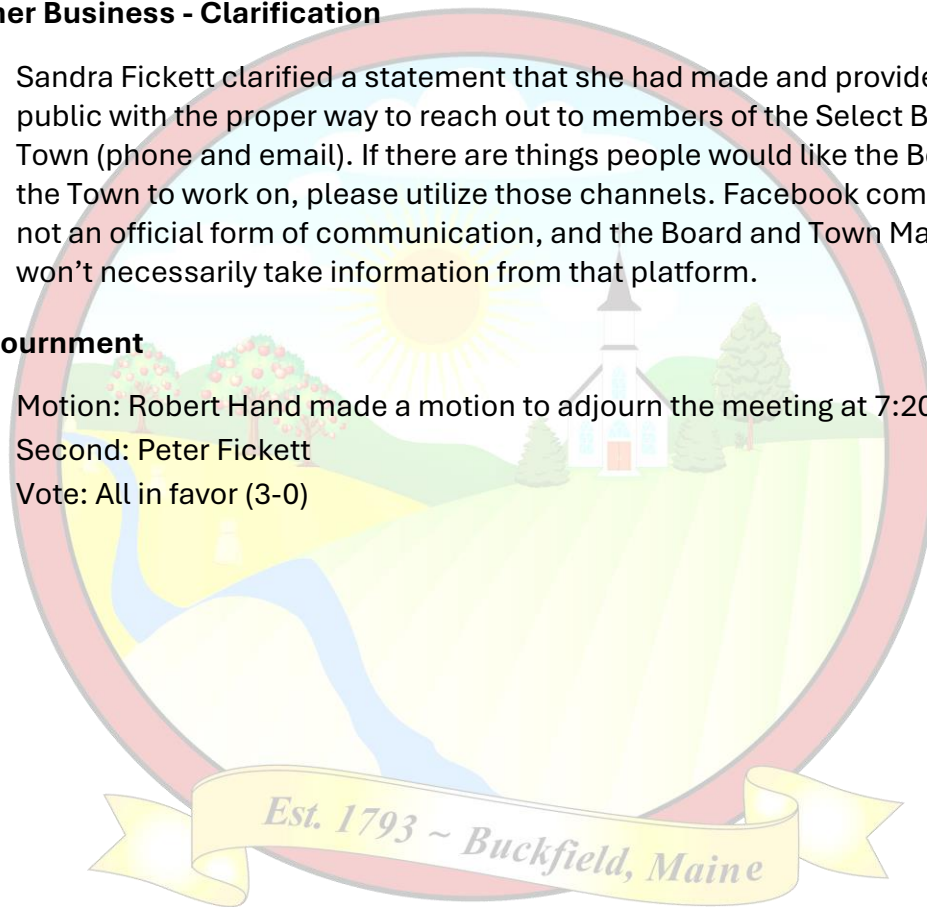 ner Business - Clarification
Sandra Fickett clarified a statement that she had made and provide
public with the proper way to reach out to members of the Select B
Town (phone and email). If there are things people would like the B
the Town to work on, please utilize those channels. Facebook com
not an official form of communication, and the Board and Town Ma
won’t necessarily take information from that platform.
ournment
Motion: Robert Hand made a motion to adjourn the meeting at 7:20
Second: Peter Fickett
Vote: All in favor (3-0)
Est. 1793 ~ Buckfield, Maine